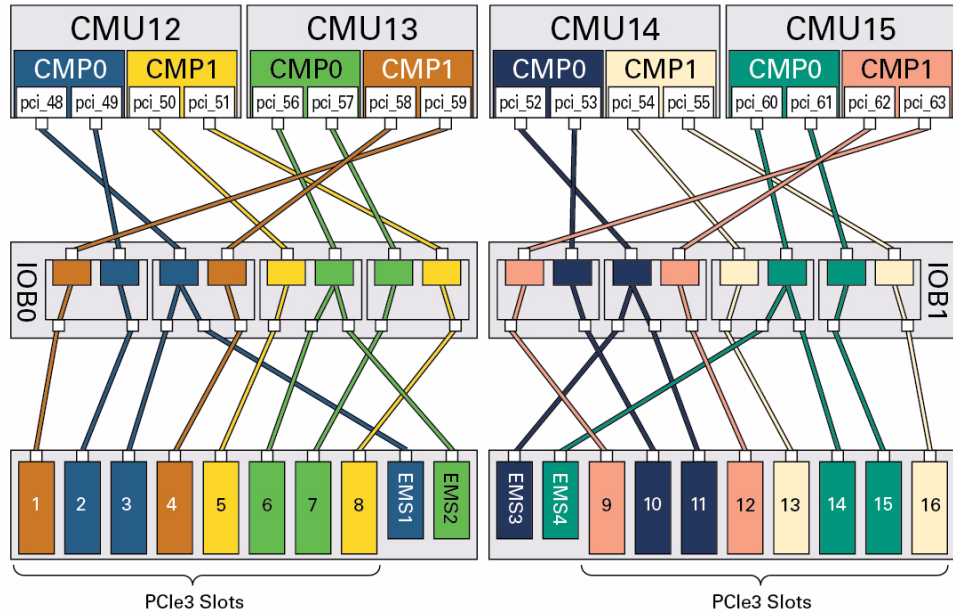 CMU12 CMU13 CMU14 CMU15
CMP0 CMP1 CMP0 CMP1 CMP0 CMP1 CMP0 CMP1
pci_48 pci_49 pci_50 pci_51 pci_56 pci_57 pci_58 pci_59 pci_52 pci_53 pci_54 pci_55 pci_60 pci_61 pci_62 pci_63
IOB0 IOB1
1 2 3 4 5 6 7 8 EMS1 EMS2 EMS3 EMS4 9 10 11 12 13 14 15 16
PCIe3 Slots PCIe3 Slots